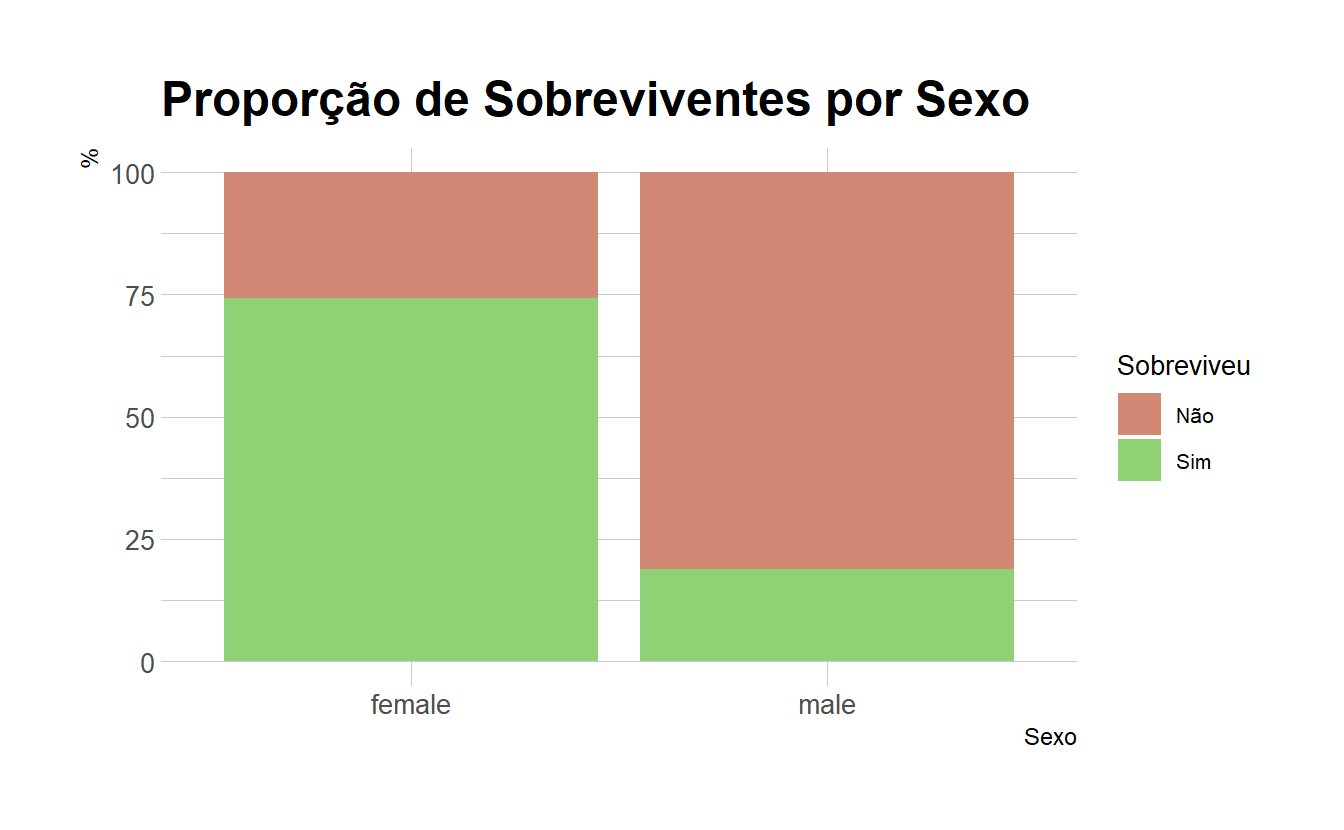 Proporção de Sobreviventes por Sexo
%
100
75
50
25
0
female male
Sexo
Sobreviveu
Não
Sim